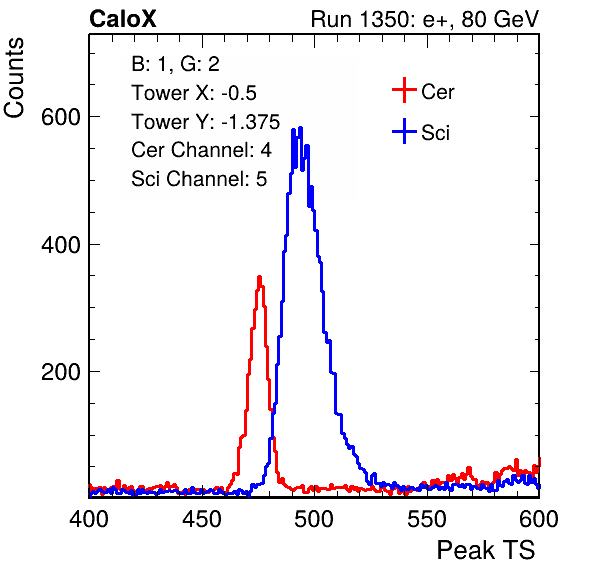 CaloX Run 1350: e+, 80 GeV
Counts
B: 1, G: 2
Tower X: -0.5
Tower Y: -1.375
Cer Channel: 4
Sci Channel: 5
Cer
Sci
600
400
200
400 450 500 550 600
Peak TS